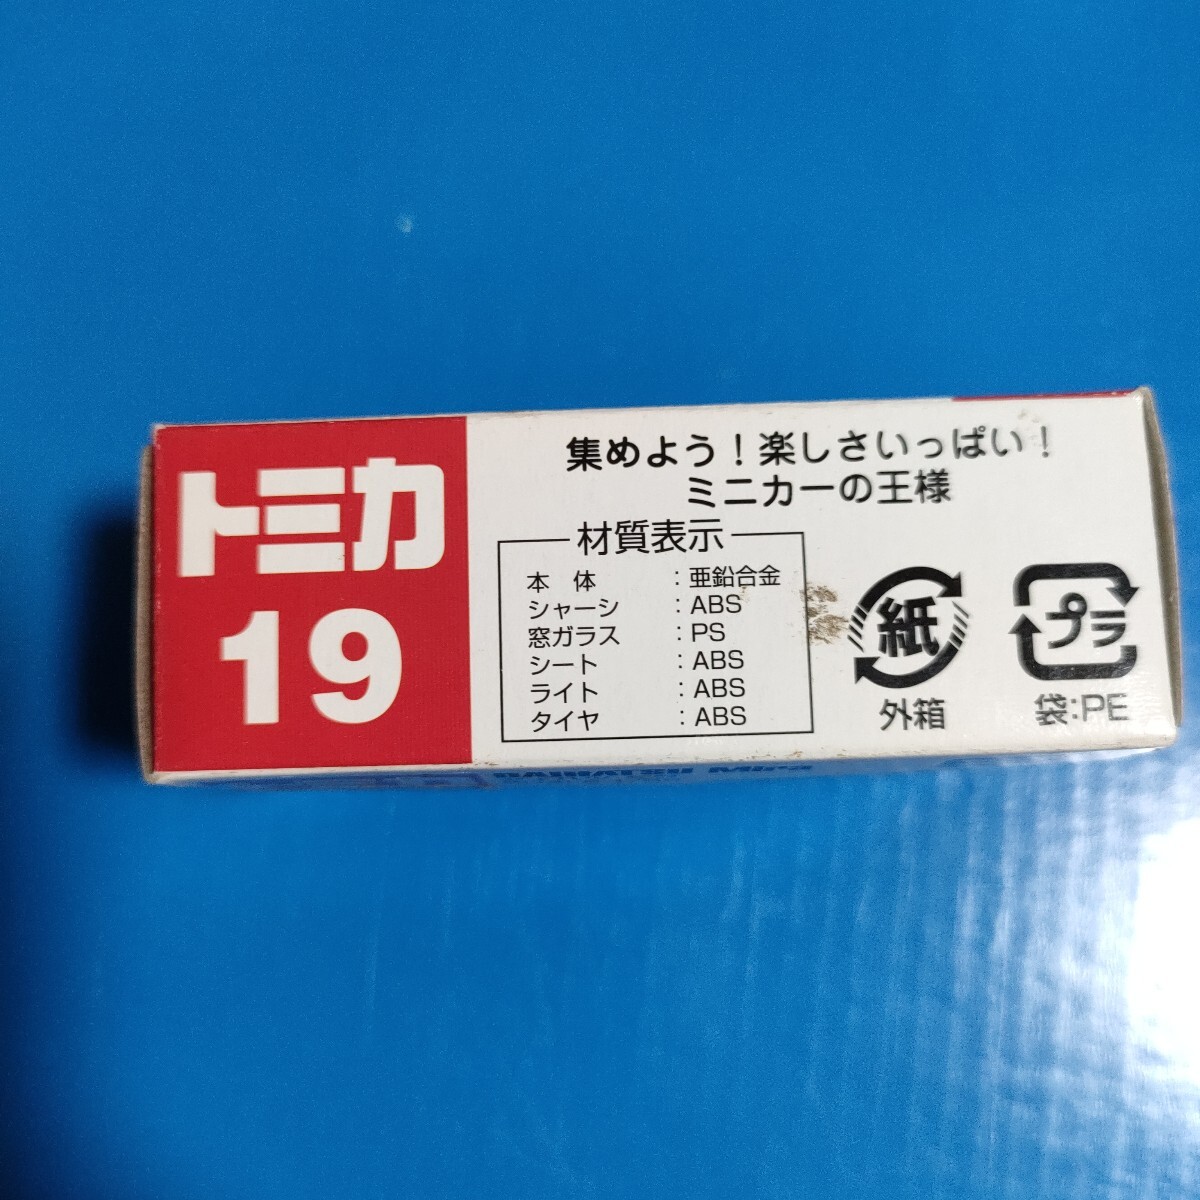 トミカ
19
集めよう！楽しさいっぱい！
ミニカーの王様
材質表示
本体：亜鉛合金
シャーシ：ABS
窓ガラス：PS
シート：ABS
ライト：ABS
タイヤ：ABS
紙
外箱
プラ
袋：PE
DAIHATSU Mira